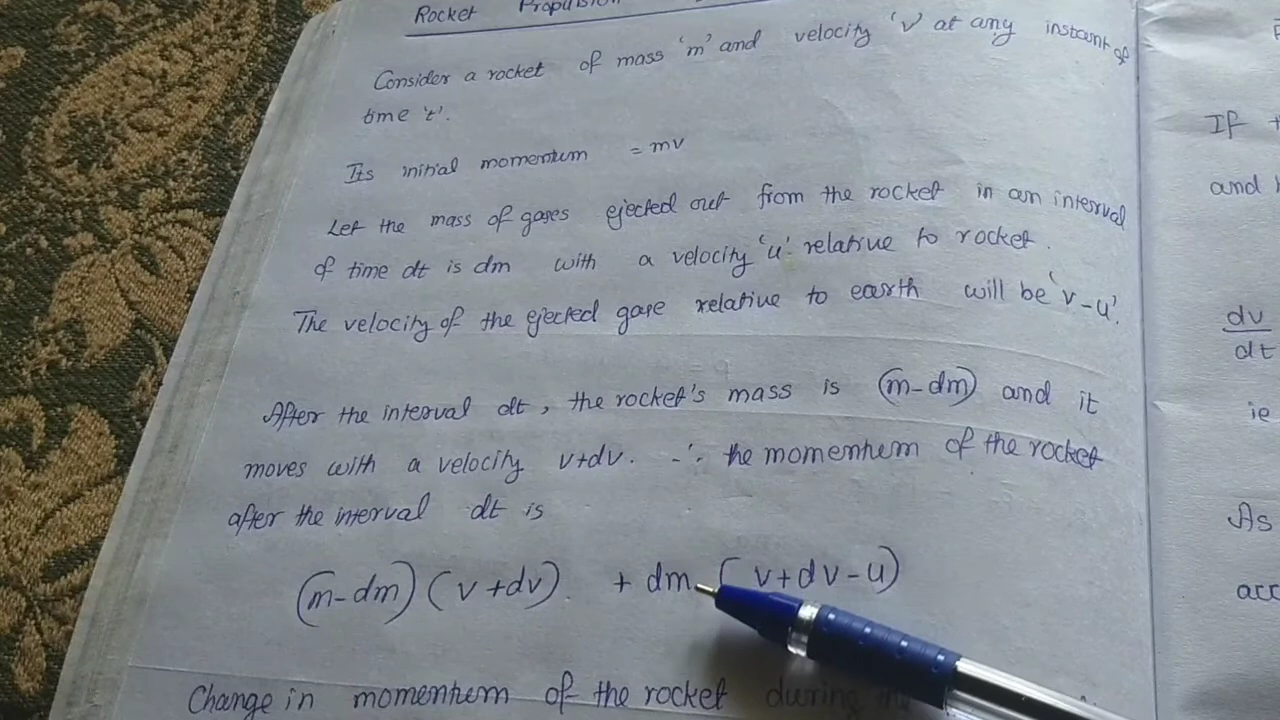 Rocket Propulsion
Consider a rocket of mass 'm' and velocity 'v' at any instant of
time 't'.
Its initial momentum = mv
Let the mass of gases ejected out from the rocket in an interval
of time dt is dm with a velocity 'u' relative to rocket.
The velocity of the ejected gase relative to earth will be 'v-u'.
After the interval dt, the rocket's mass is (m-dm) and it
moves with a velocity v+dv. ∴ the momentum of the rocket
after the interval dt is
(m-dm) (v+dv) + dm (v+dv-u)
Change in momentum of the rocket during
If
and
dv
dt
ie
As
acc